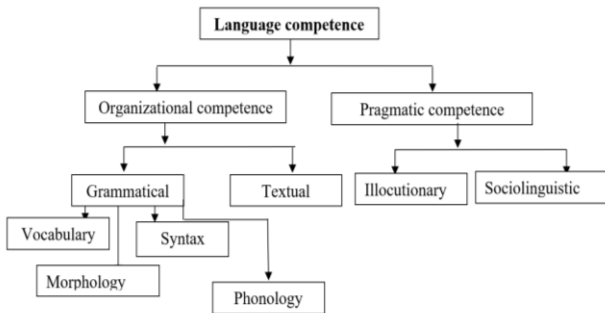 Language competence
Organizational competence
Pragmatic competence
Grammatical
Textual
Illocutionary
Sociolinguistic
Vocabulary
Syntax
Morphology
Phonology